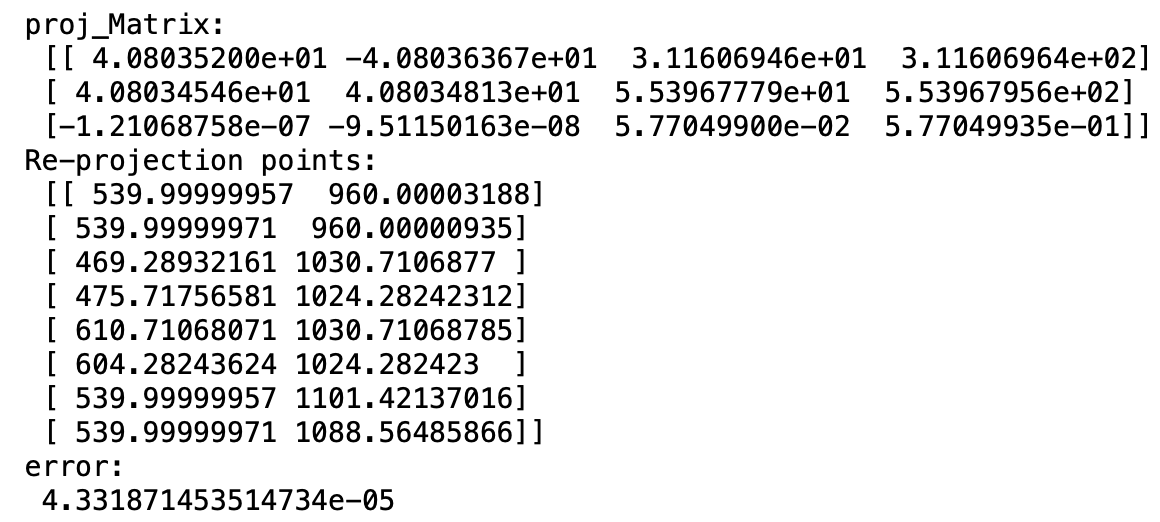 proj_Matrix:
[[ 4.08035200e+01 -4.08036367e+01 3.11606946e+01 3.11606964e+02]
[ 4.08034546e+01 4.08034813e+01 5.53967779e+01 5.53967956e+02]
[-1.21068758e-07 -9.51150163e-08 5.77049900e-02 5.77049935e-01]]
Re-projection points:
[[ 539.99999957 960.00003188]
[ 539.99999971 960.00000935]
[ 469.28932161 1030.7106877 ]
[ 475.71756581 1024.28242312]
[ 610.71068071 1030.71068785]
[ 604.28243624 1024.282423 ]
[ 539.99999957 1101.42137016]
[ 539.99999971 1088.56485866]]
error:
4.331871453514734e-05